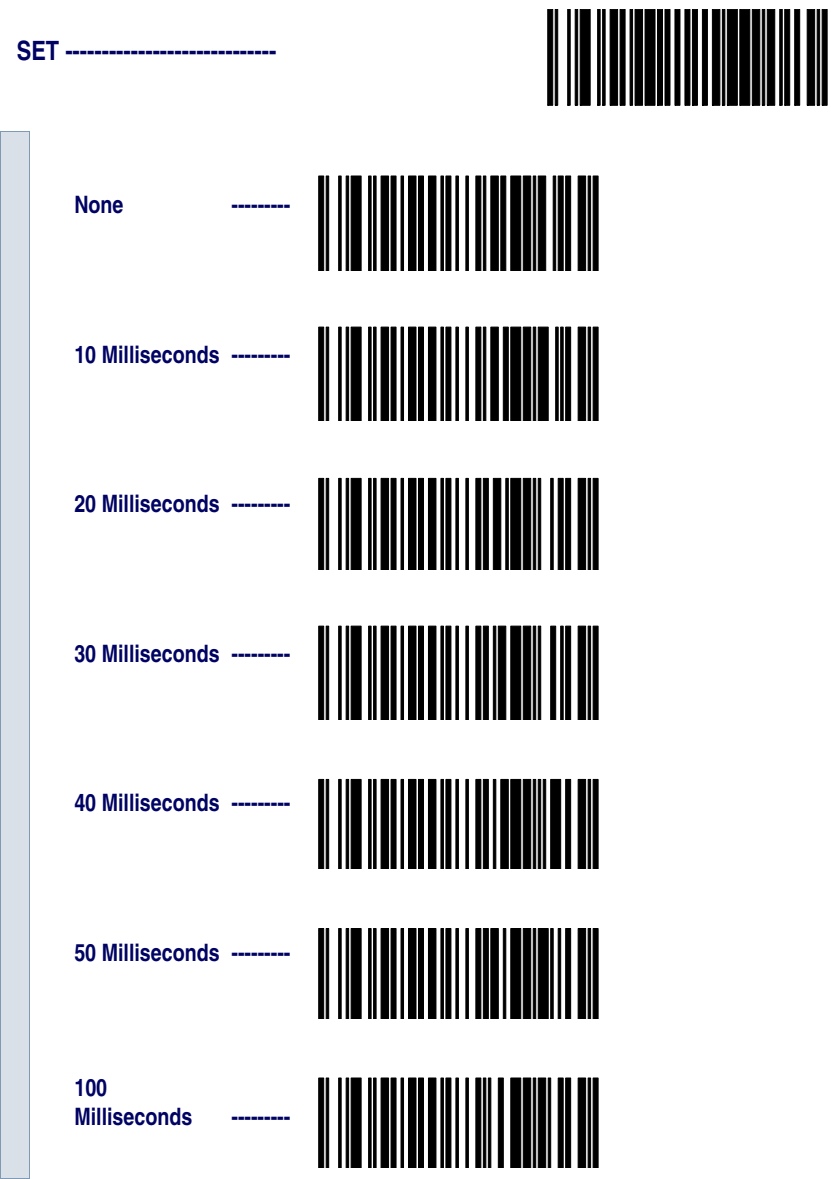 SET -----------------------------
None ---------
10 Milliseconds ---------
20 Milliseconds ---------
30 Milliseconds ---------
40 Milliseconds ---------
50 Milliseconds ---------
100
Milliseconds ---------